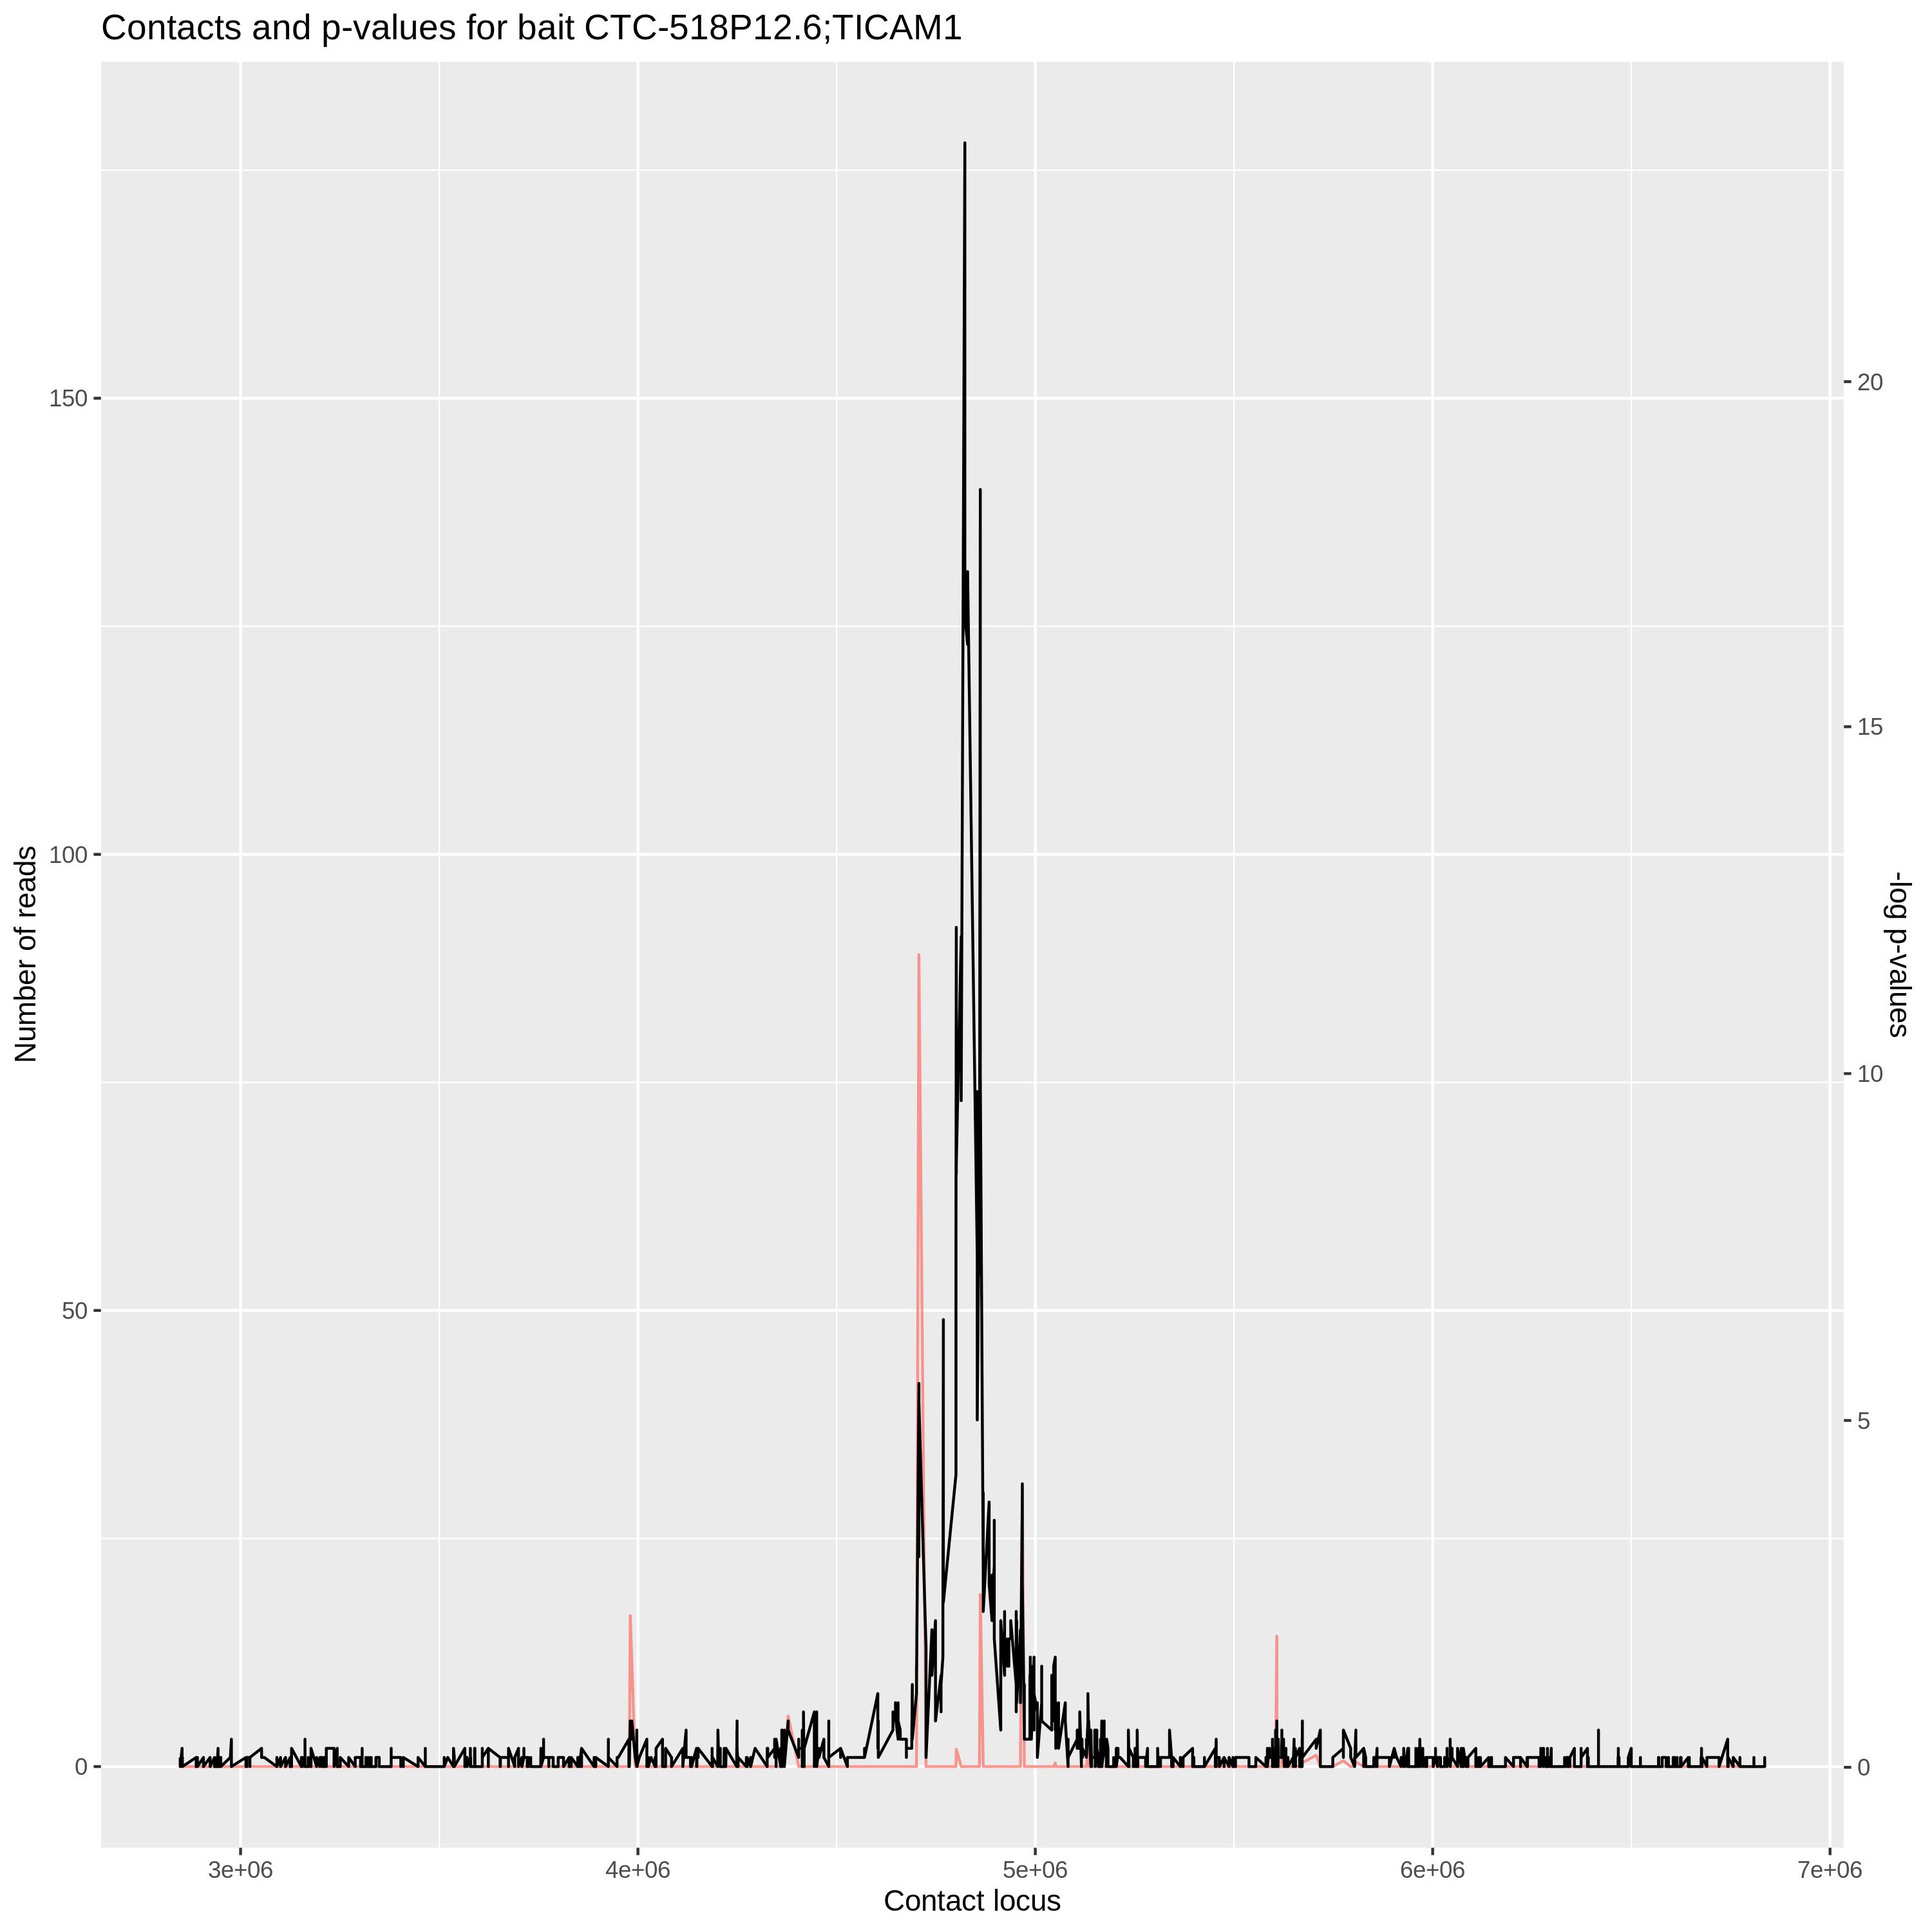 Contacts and p-values for bait CTC-518P12.6;TICAM1
150
100
50
0
Number of reads
20
15
10
5
0
-log p-values
3e+06
4e+06
5e+06
6e+06
7e+06
Contact locus